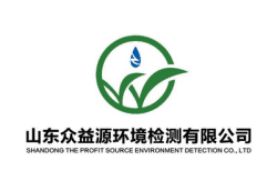 山东众益源环境检测有限公司
SHANDONG THE PROFIT SOURCE ENVIRONMENT DETECTION CO., LTD